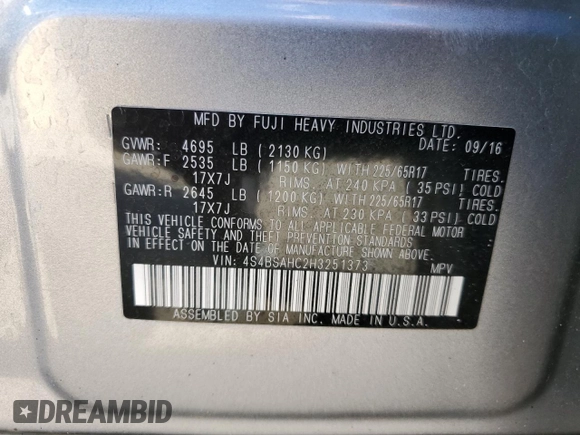 MFD BY FUJI HEAVY INDUSTRIES LTD.
GVWR: 4695 LB ( 2130 KG) DATE: 09/16
GAWR:F 2535 LB ( 1150 KG) WITH 225/65R17 TIRES.
17X7J RIMS. AT 240 KPA ( 35 PSI) COLD
GAWR:R 2645 LB ( 1200 KG) WITH 225/65R17 TIRES.
17X7J RIMS. AT 230 KPA ( 33 PSI) COLD
THIS VEHICLE CONFORMS TO ALL APPLICABLE FEDERAL MOTOR
VEHICLE SAFETY AND THEFT PREVENTION STANDARDS
IN EFFECT ON THE DATE OF MANUFACTURE SHOWN ABOVE.
VIN: 4S4BSAHC2H3251373 MPV
ASSEMBLED BY SIA INC. MADE IN U.S.A.
DREAMBID